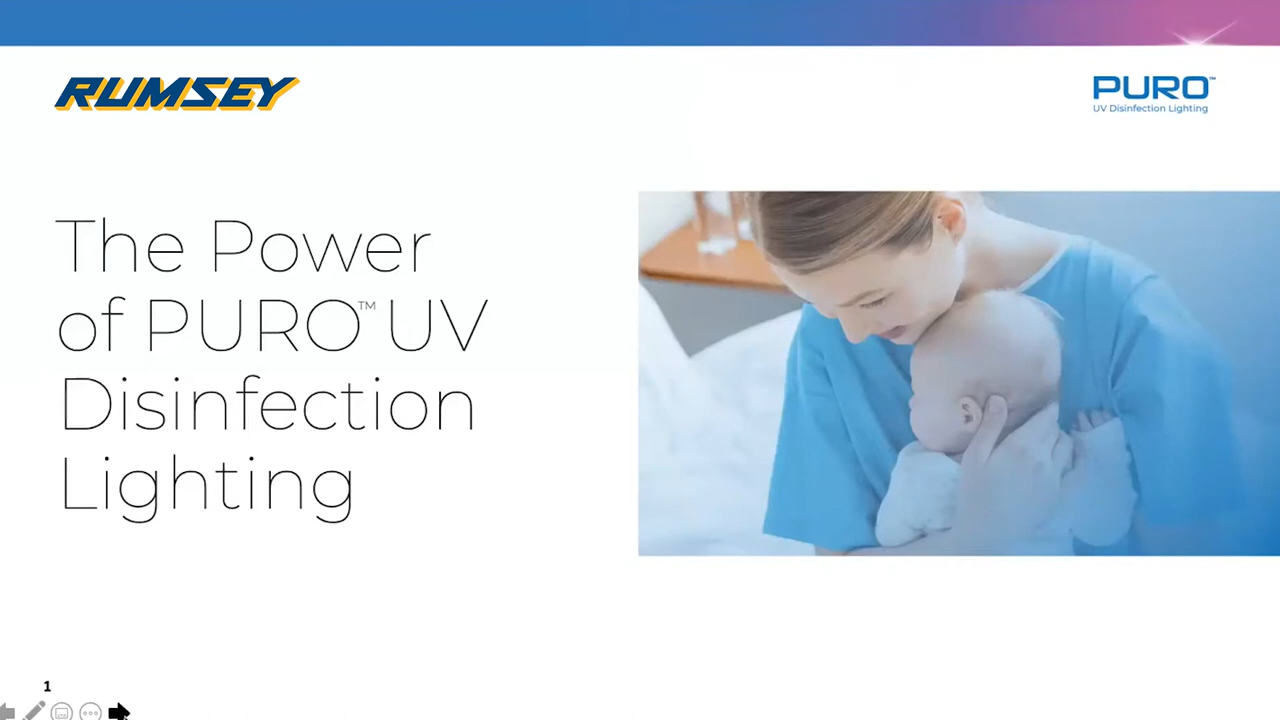 RUMSEY
PURO™
UV Disinfection Lighting
The Power
of PURO™ UV
Disinfection
Lighting
1